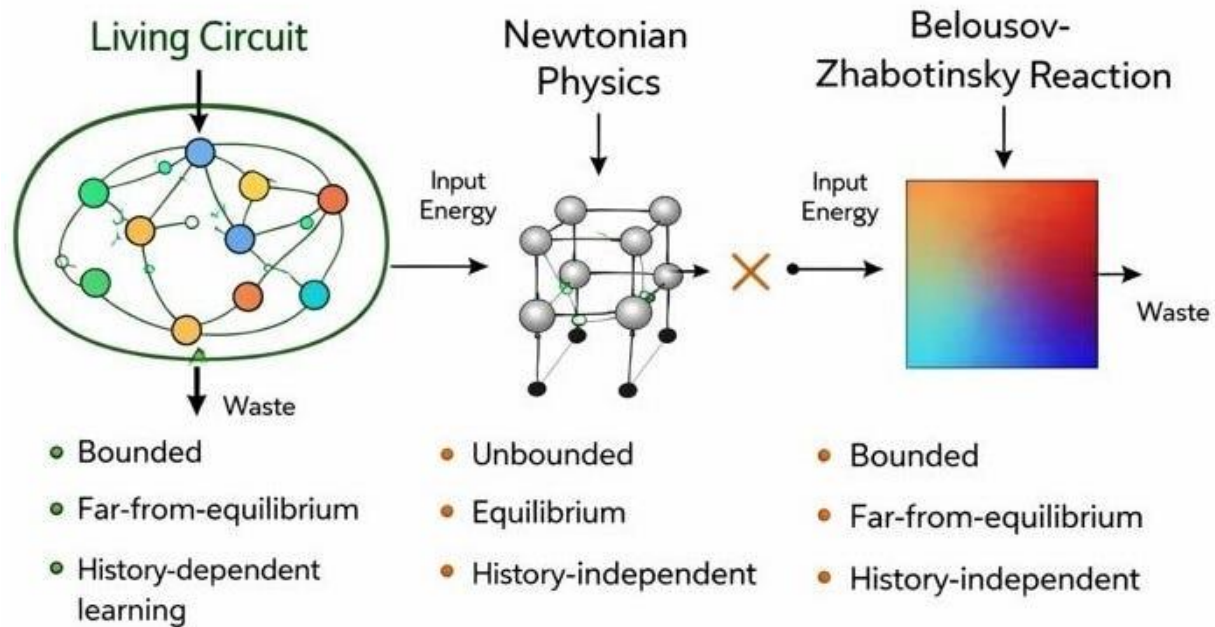 Living Circuit
Waste
Bounded
Far-from-equilibrium
History-dependent
learning
Input
Energy
Newtonian
Physics
Unbounded
Equilibrium
History-independent
Input
Energy
Belousov-
Zhabotinsky Reaction
Waste
Bounded
Far-from-equilibrium
History-independent